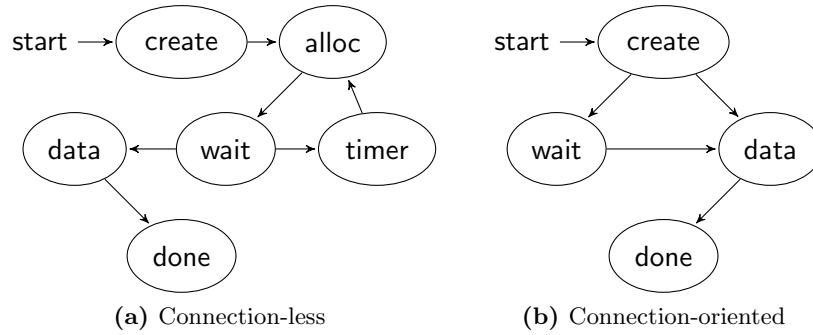 start create alloc
data wait timer
done
(a) Connection-less
start create
wait data
done
(b) Connection-oriented